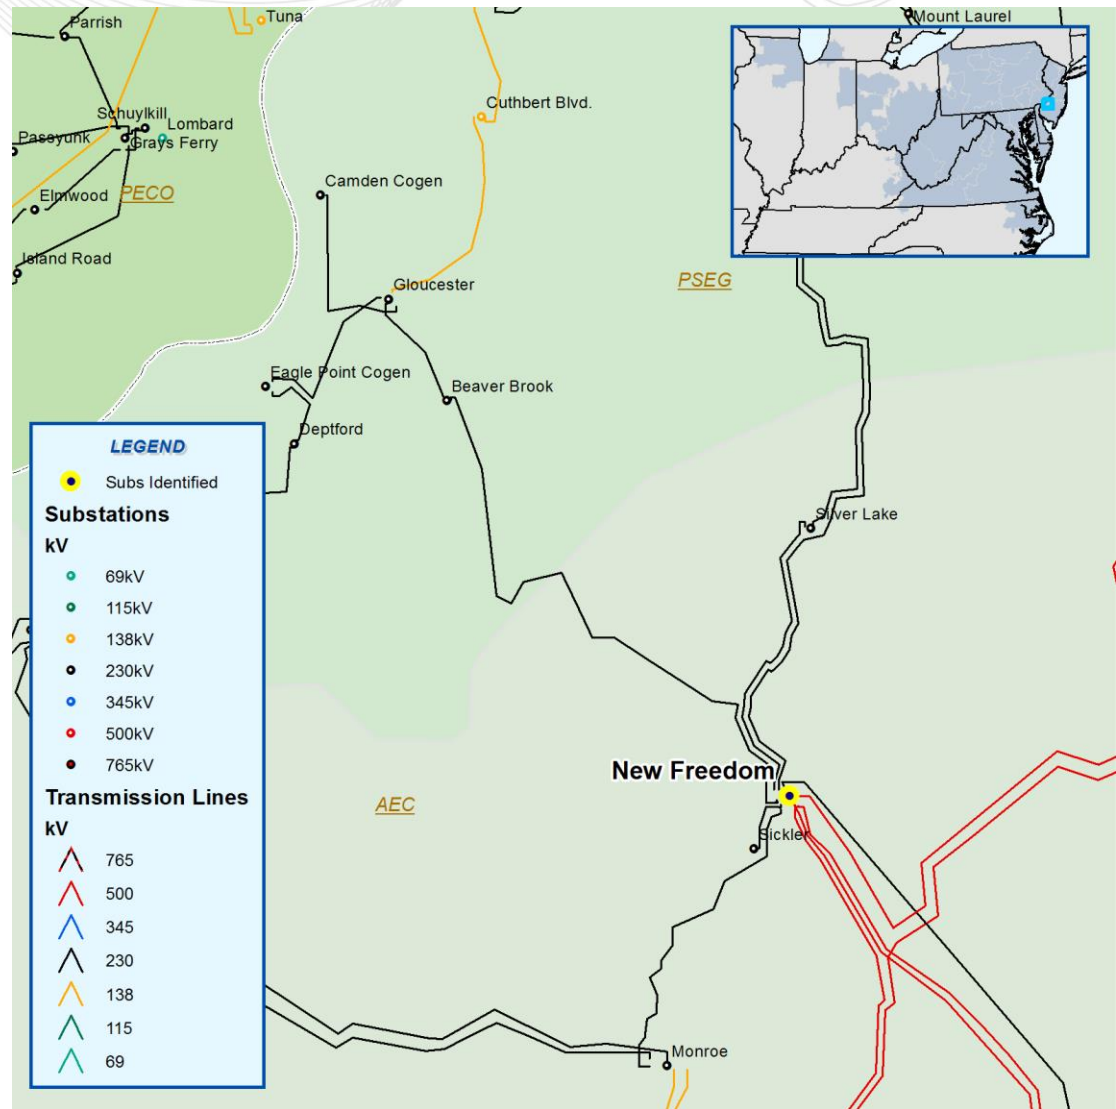 Parrish
Tuna
Mount Laurel
Schuylkill
Lombard
Cuthbert Blvd.
Passyunk
Grays Ferry
Elmwood
PECO
Camden Cogen
Island Road
Gloucester
PSEG
Eagle Point Cogen
Beaver Brook
Deptford
Silver Lake
LEGEND
Subs Identified
Substations
kV
69kV
115kV
138kV
230kV
345kV
500kV
765kV
Transmission Lines
kV
765
500
345
230
138
115
69
New Freedom
AEC
Sickler
Monroe